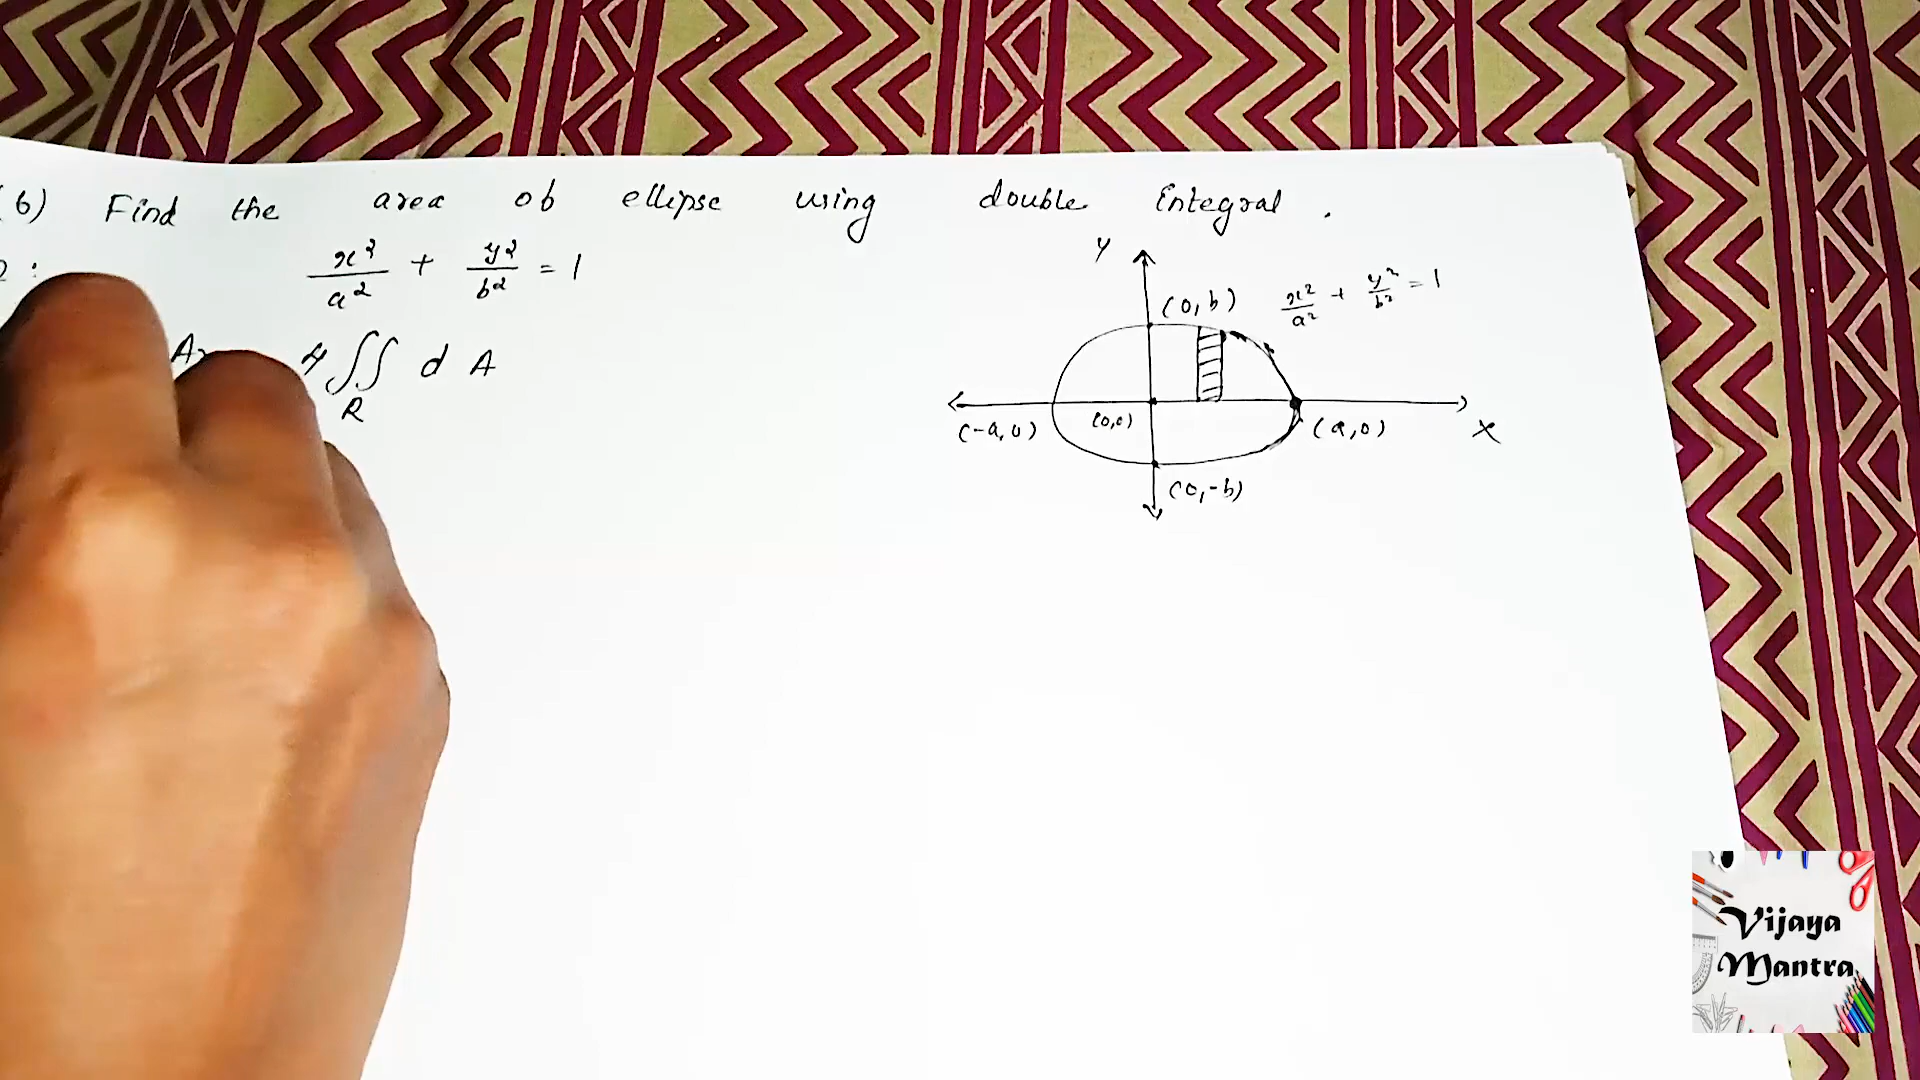 (6) Find the area of ellipse using double integral.
x²/a² + y²/b² = 1
4∬ d A
R
y
(0,b)
x²/a² + y²/b² = 1
(-a,0) (0,0) (a,0) x
(0,-b)
Vijaya
Mantra